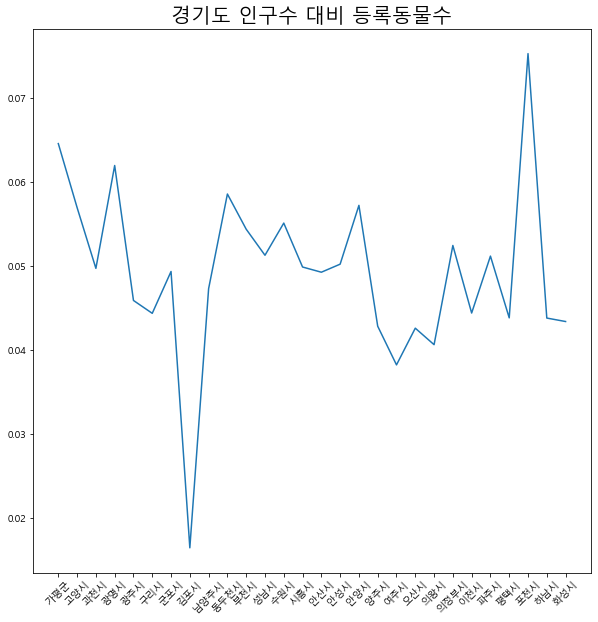 경기도 인구수 대비 등록동물수
0.07
0.06
0.05
0.04
0.03
0.02
가평군
고양시
과천시
광명시
광주시
구리시
군포시
김포시
남양주시
동두천시
부천시
성남시
수원시
시흥시
안산시
안성시
안양시
양주시
여주시
오산시
의왕시
의정부시
이천시
파주시
평택시
포천시
하남시
화성시